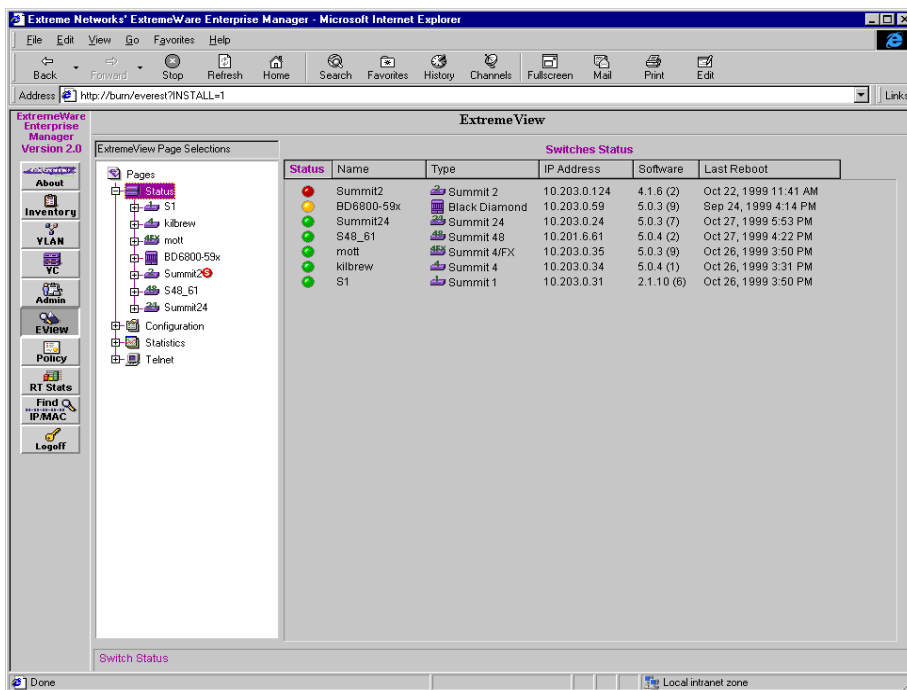 Extreme Networks' ExtremeWare Enterprise Manager - Microsoft Internet Explorer
File Edit View Go Favorites Help
Back Forward Stop Refresh Home Search Favorites History Channels Fullscreen Mail Print Edit
Address http://burn/everest?INSTALL=1 Links
ExtremeWare
Enterprise
Manager
Version 2.0
ExtremeView
About
Inventory
VLAN
VC
Admin
EView
Policy
RT Stats
Find
IP/MAC
Logoff
ExtremeView Page Selections
Pages
Status
S1
kilbrew
4FX mott
BD6800-59x
2 Summit2 S
48 S48_61
24 Summit24
Configuration
Statistics
Telnet
Switches Status
Status Name Type IP Address Software Last Reboot
Summit2 2 Summit 2 10.203.0.124 4.1.6 (2) Oct 22, 1999 11:41 AM
BD6800-59x Black Diamond 10.203.0.59 5.0.3 (9) Sep 24, 1999 4:14 PM
Summit24 24 Summit 24 10.203.0.24 5.0.3 (7) Oct 27, 1999 5:53 PM
S48_61 48 Summit 48 10.201.6.61 5.0.4 (2) Oct 27, 1999 4:22 PM
mott 4FX Summit 4/FX 10.203.0.35 5.0.3 (9) Oct 26, 1999 3:50 PM
kilbrew 4 Summit 4 10.203.0.34 5.0.4 (1) Oct 26, 1999 3:31 PM
S1 Summit 1 10.203.0.31 2.1.10 (6) Oct 26, 1999 3:50 PM
Switch Status
Done Local intranet zone